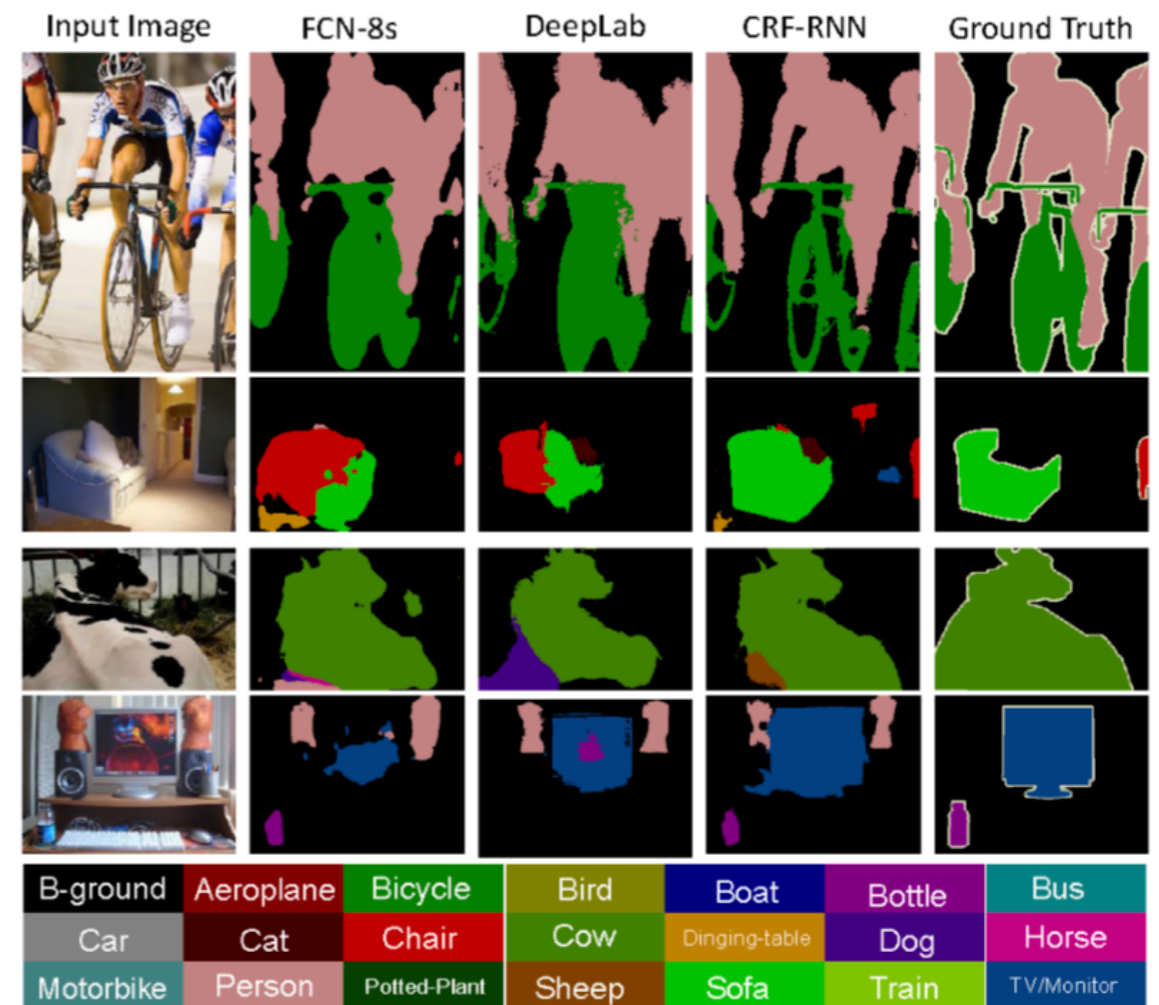 Input Image FCN-8s DeepLab CRF-RNN Ground Truth
B-ground Aeroplane Bicycle Bird Boat Bottle Bus
Car Cat Chair Cow Dinging-table Dog Horse
Motorbike Person Potted-Plant Sheep Sofa Train TV/Monitor